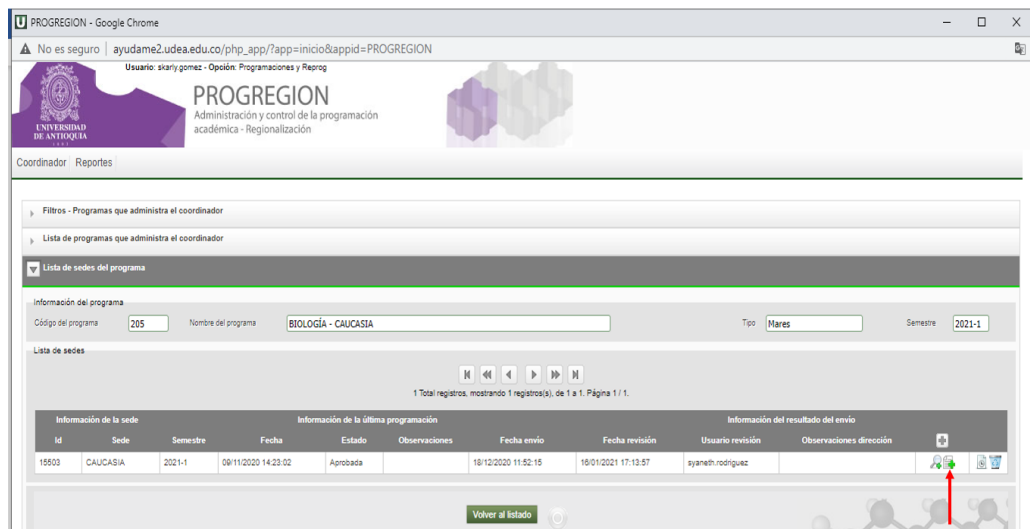 PROGREGION - Google Chrome
No es seguro | ayudame2.udea.edu.co/php_app/?app=inicio&appid=PROGREGION
Usuario: skarly.gomez - Opción: Programaciones y Reprog
UNIVERSIDAD
DE ANTIOQUIA
1803
PROGREGION
Administración y control de la programación
académica - Regionalización
Coordinador Reportes
Filtros - Programas que administra el coordinador
Lista de programas que administra el coordinador
Lista de sedes del programa
Información del programa
Código del programa 205 Nombre del programa BIOLOGÍA - CAUCASIA Tipo Mares Semestre 2021-1
Lista de sedes
1 Total registros, mostrando 1 registros(s), de 1 a 1. Página 1 / 1.
Información de la sede Información de la última programación Información del resultado del envío
Id Sede Semestre Fecha Estado Observaciones Fecha envio Fecha revisión Usuario revisión Observaciones dirección
15503 CAUCASIA 2021-1 09/11/2020 14:23:02 Aprobada 18/12/2020 11:52:15 16/01/2021 17:13:57 syaneth.rodriguez
Volver al listado